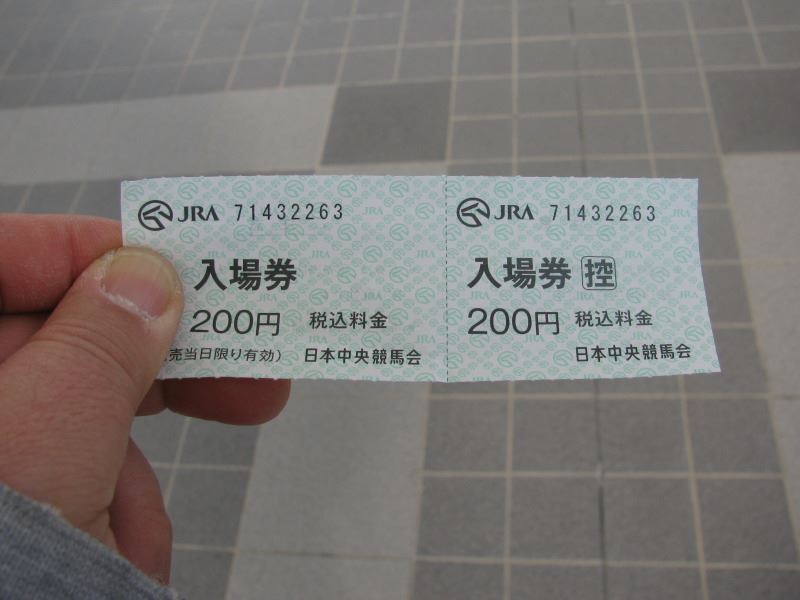 JRA 71432263
入場券
200円 税込料金
売当日限り有効)
日本中央競馬会
JRA 71432263
入場券 控
200円 税込料金
日本中央競馬会